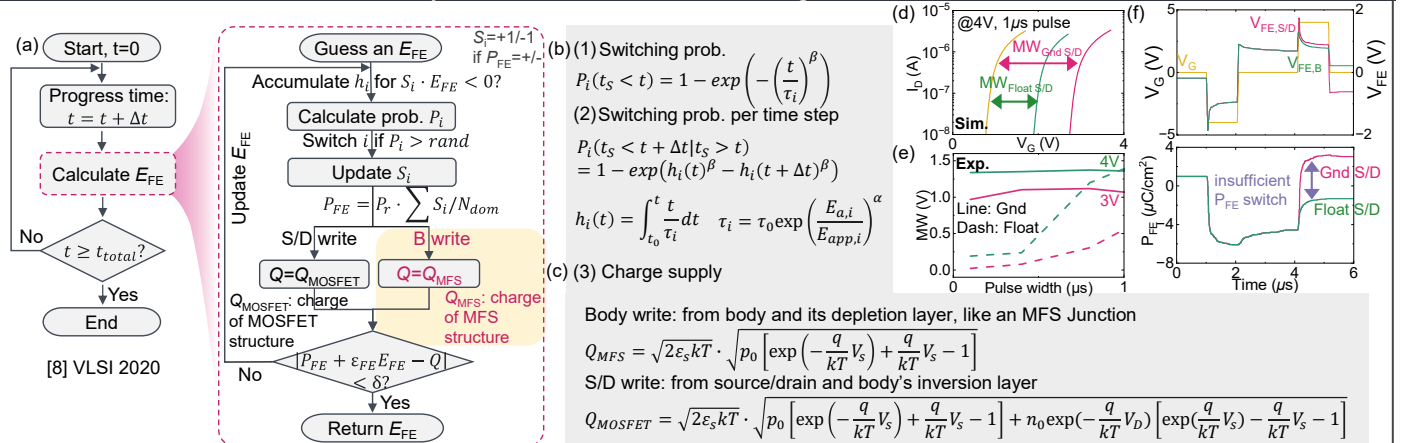 (a)
Start, t=0
Progress time:
t = t + Δt
Calculate E_FE
No
t ≥ t_total?
Yes
End
[8] VLSI 2020
Guess an E_FE
S_i=+1/-1
if P_FE=+/-
Accumulate h_i for S_i · E_FE < 0?
Calculate prob. P_i
Switch i if P_i > rand
Update S_i
Update E_FE
P_FE = P_r · ∑ S_i/N_dom
S/D write
B write
Q=Q_MOSFET
Q=Q_MFS
Q_MOSFET: charge
of MOSFET
structure
Q_MFS: charge
of MFS
structure
|P_FE + ε_FE E_FE − Q|
< δ?
No
Yes
Return E_FE
(b) (1) Switching prob.
P_i(t_S < t) = 1 − exp(−(t/τ_i)^β)
(2) Switching prob. per time step
P_i(t_S < t + Δt|t_S > t)
= 1 − exp(h_i(t)^β − h_i(t + Δt)^β)
h_i(t) = ∫_{t_0}^{t} t/τ_i dt τ_i = τ_0 exp(E_{a,i}/E_{app,i})^α
(c) (3) Charge supply
Body write: from body and its depletion layer, like an MFS Junction
Q_MFS = √(2ε_s kT) · √(p_0 [exp(−q/kT V_s) + q/kT V_s − 1])
S/D write: from source/drain and body's inversion layer
Q_MOSFET = √(2ε_s kT) · √(p_0 [exp(−q/kT V_s) + q/kT V_s − 1] + n_0 exp(−q/kT V_D) [exp(q/kT V_s) − q/kT V_s − 1])
(d)
10^-5
10^-6
10^-7
10^-8
I_D (A)
@4V, 1µs pulse
MW_Gnd S/D
MW_Float S/D
Sim.
0
4
V_G (V)
(e)
Exp.
4V
3V
Line: Gnd
Dash: Float
MW (V)
1.5
1.0
0.5
0.0
0
1
Pulse width (µs)
(f)
5
0
-5
V_G (V)
V_G
V_FE,S/D
V_FE,B
2
1
0
-1
-2
V_FE (V)
P_FE (µC/cm²)
4
0
-4
-8
insufficient
P_FE switch
Gnd S/D
Float S/D
0
2
4
6
Time (µs)